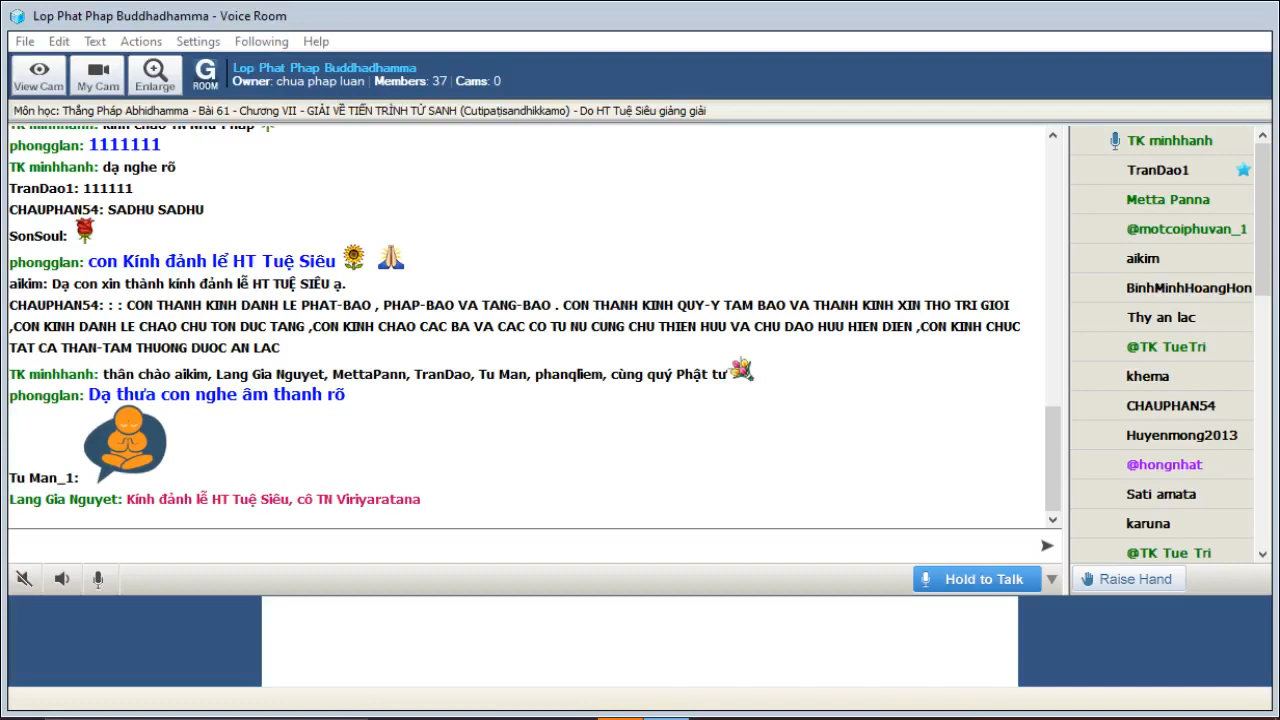 Lop Phat Phap Buddhadhamma - Voice Room
File Edit Text Actions Settings Following Help
View Cam My Cam Enlarge G ROOM
Lop Phat Phap Buddhadhamma
Owner: chua phap luan | Members: 37 | Cams: 0
Môn học: Thắng Pháp Abhidhamma - Bài 61 - Chương VII - GIẢI VỀ TIẾN TRÌNH TỬ SANH (Cutipaṭisandhikkamo) - Do HT Tuệ Siêu giảng giải
TK minhhanh: kính chào TN Như Pháp
phongglan: 1111111
TK minhhanh: dạ nghe rõ
TranDao1: 111111
CHAUPHAN54: SADHU SADHU
SonSoul:
phongglan: con Kính đảnh lể HT Tuệ Siêu
aikim: Dạ con xin thành kính đảnh lễ HT TUỆ SIÊU ạ.
CHAUPHAN54: : : CON THANH KINH DANH LE PHAT-BAO , PHAP-BAO VA TANG-BAO . CON THANH KINH QUY-Y TAM BAO VA THANH KINH XIN THO TRI GIOI
,CON KINH DANH LE CHAO CHU TON DUC TANG ,CON KINH CHAO CAC BA VA CAC CO TU NU CUNG CHU THIEN HUU VA CHU DAO HUU HIEN DIEN ,CON KINH CHUC
TAT CA THAN-TAM THUONG DUOC AN LAC
TK minhhanh: thân chào aikim, Lang Gia Nguyet, MettaPann, TranDao, Tu Man, phanqliem, cùng quý Phật tư
phongglan: Dạ thưa con nghe âm thanh rõ
Tu Man_1:
Lang Gia Nguyet: Kính đảnh lễ HT Tuệ Siêu, cô TN Viriyaratana
Hold to Talk
TK minhhanh
TranDao1
Metta Panna
@motcoiphuvan_1
aikim
BinhMinhHoangHon
Thy an lac
@TK TueTri
khema
CHAUPHAN54
Huyenmong2013
@hongnhat
Sati amata
karuna
@TK Tue Tri
Raise Hand